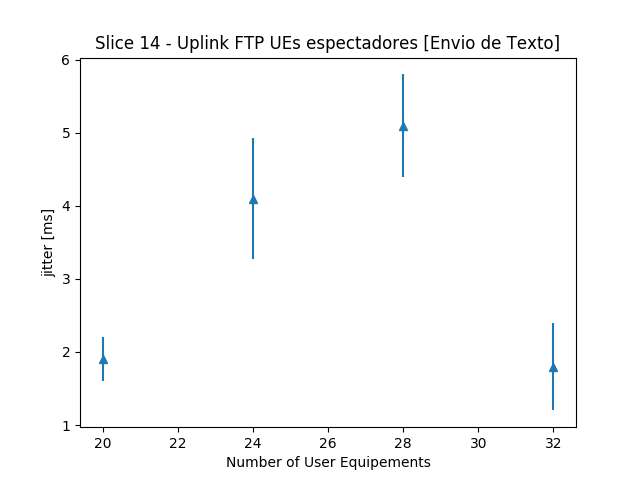 Slice 14 - Uplink FTP UEs espectadores [Envio de Texto]
6
5
4
3
2
1
jitter [ms]
20 22 24 26 28 30 32
Number of User Equipements